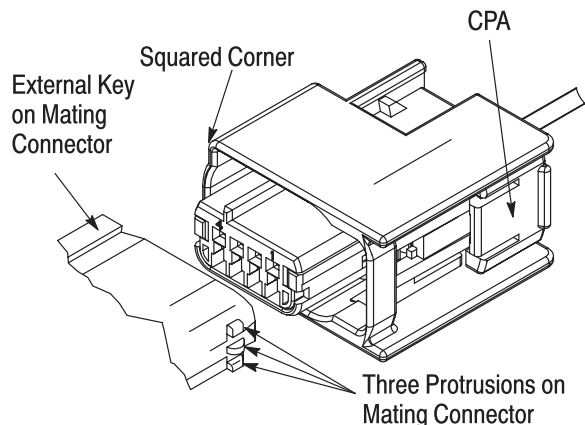 CPA
Squared Corner
External Key
on Mating
Connector
Three Protrusions on
Mating Connector